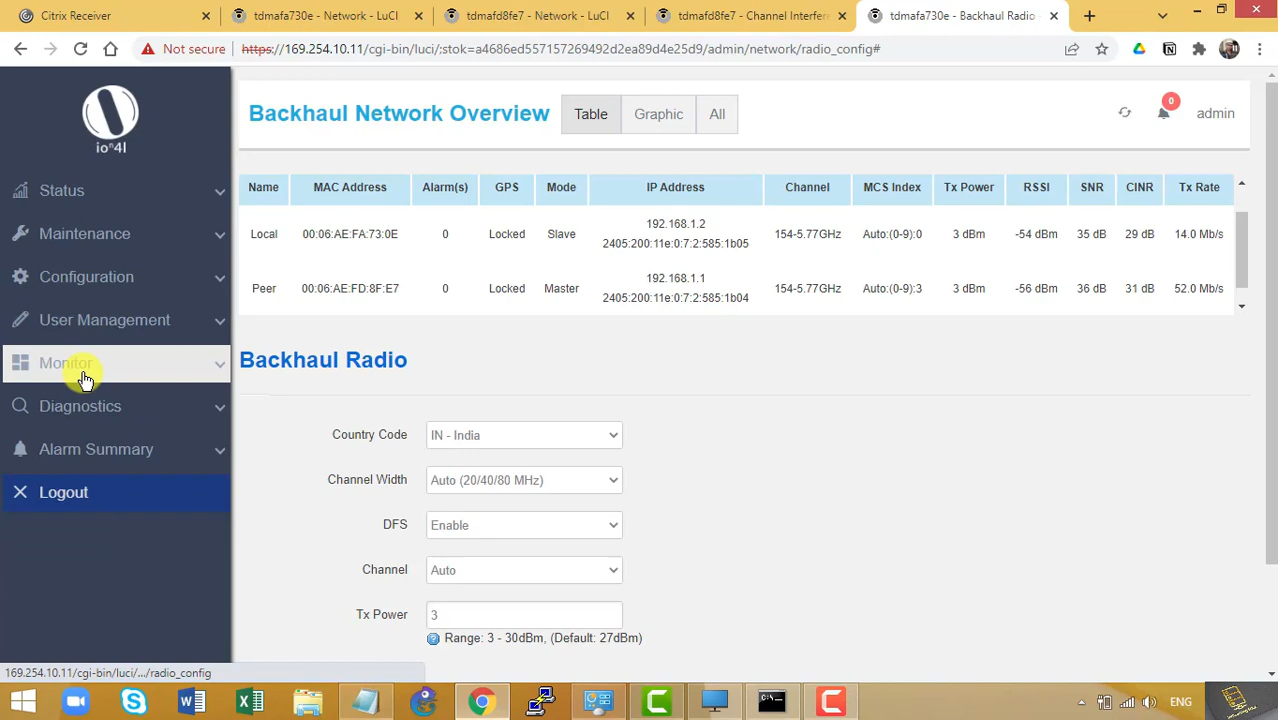 Citrix Receiver
tdmafa730e - Network - LuCI
tdmafd8fe7 - Network - LuCI
tdmafd8fe7 - Channel Interferen
tdmafa730e - Backhaul Radio -
Not secure
https://169.254.10.11/cgi-bin/luci/;stok=a4686ed557157269492d2ea89d4e25d9/admin/network/radio_config#
Backhaul Network Overview
Table Graphic All
0
admin
ioⁿ4l
Status
Maintenance
Configuration
User Management
Monitor
Diagnostics
Alarm Summary
Logout
Name MAC Address Alarm(s) GPS Mode IP Address Channel MCS Index Tx Power RSSI SNR CINR Tx Rate
192.168.1.2
Local 00:06:AE:FA:73:0E 0 Locked Slave 154-5.77GHz Auto:(0-9):0 3 dBm -54 dBm 35 dB 29 dB 14.0 Mb/s
2405:200:11e:0:7:2:585:1b05
192.168.1.1
Peer 00:06:AE:FD:8F:E7 0 Locked Master 154-5.77GHz Auto:(0-9):3 3 dBm -56 dBm 36 dB 31 dB 52.0 Mb/s
2405:200:11e:0:7:2:585:1b04
Backhaul Radio
Country Code IN - India
Channel Width Auto (20/40/80 MHz)
DFS Enable
Channel Auto
Tx Power 3
Range: 3 - 30dBm, (Default: 27dBm)
169.254.10.11/cgi-bin/luci/.../radio_config
ENG